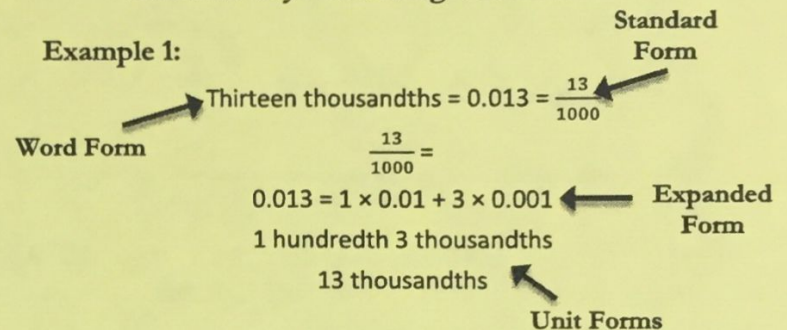 Standard
Form
Example 1:
Thirteen thousandths = 0.013 = 13/1000
Word Form
13/1000 =
0.013 = 1 × 0.01 + 3 × 0.001
Expanded
Form
1 hundredth 3 thousandths
13 thousandths
Unit Forms